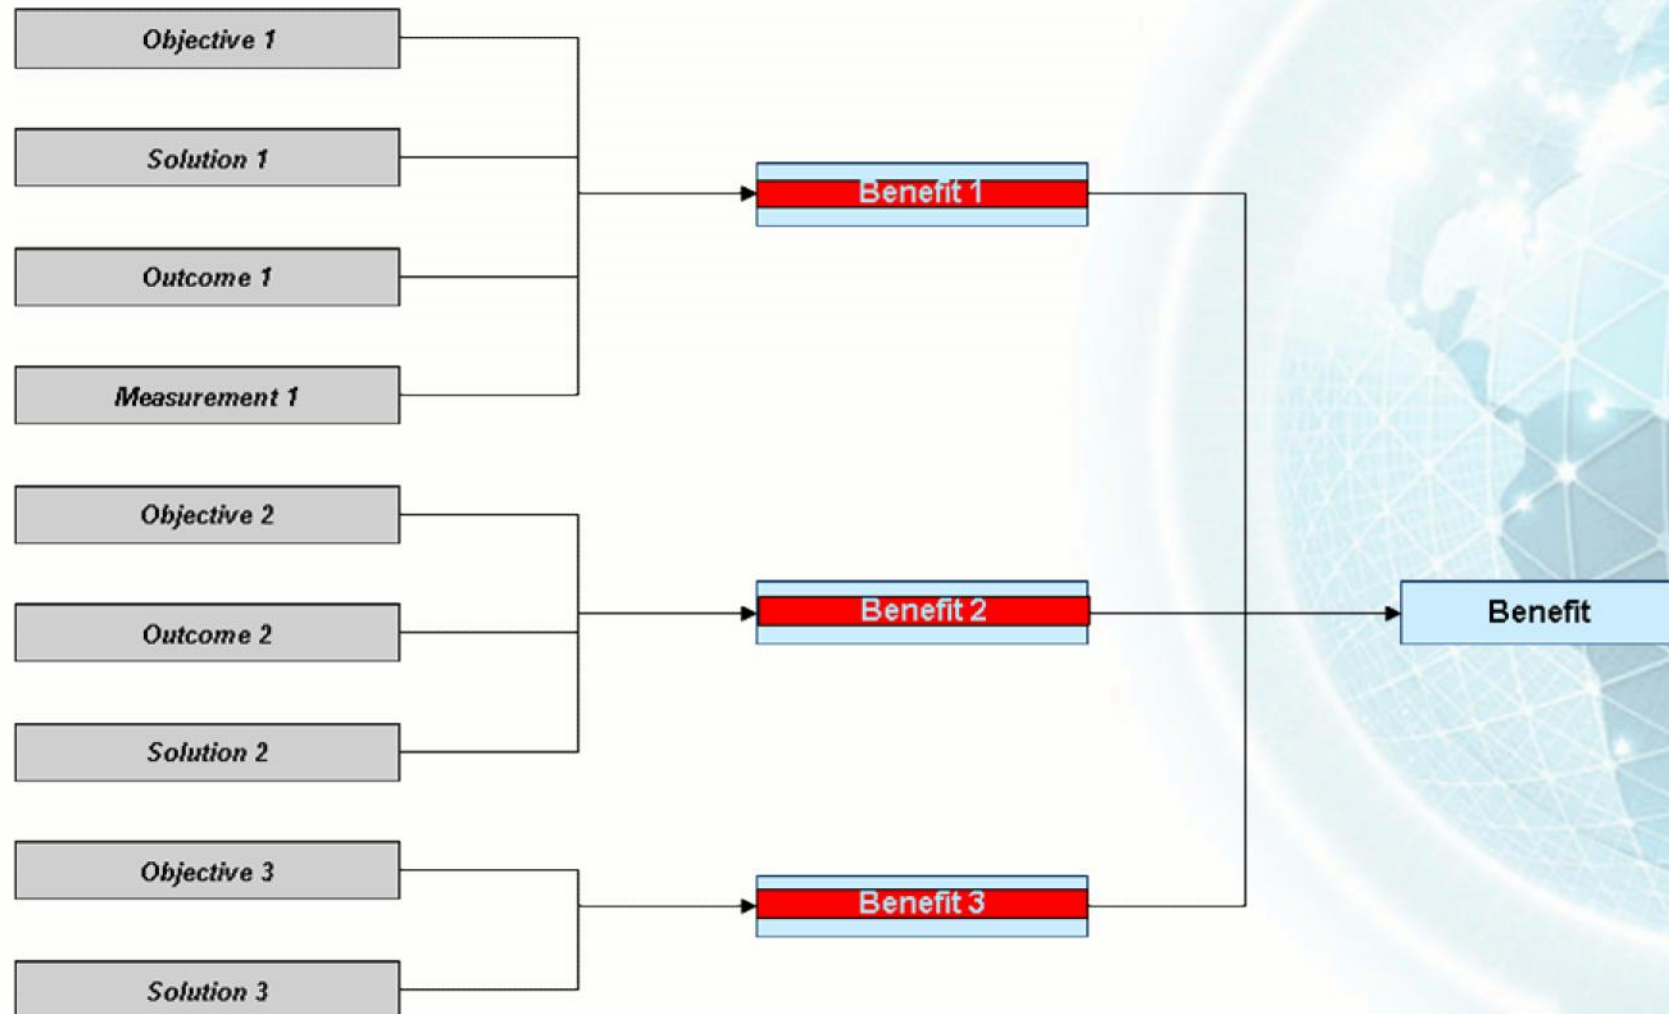 Objective 1
Solution 1
Outcome 1
Measurement 1
Benefit 1
Objective 2
Outcome 2
Solution 2
Benefit 2
Objective 3
Solution 3
Benefit 3
Benefit